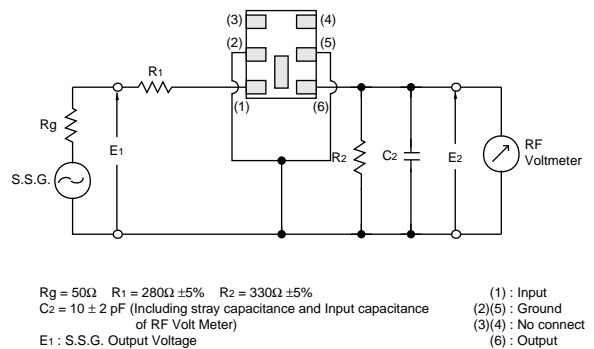 (3) (4)
(2) (5)
R1
(1) (6)
Rg
E1
R2 C2 E2
RF
Voltmeter
S.S.G.
Rg = 50Ω R1 = 280Ω ±5% R2 = 330Ω ±5%
C2 = 10 ± 2 pF (Including stray capacitance and Input capacitance
of RF Volt Meter)
E1 : S.S.G. Output Voltage
(1) : Input
(2)(5) : Ground
(3)(4) : No connect
(6) : Output